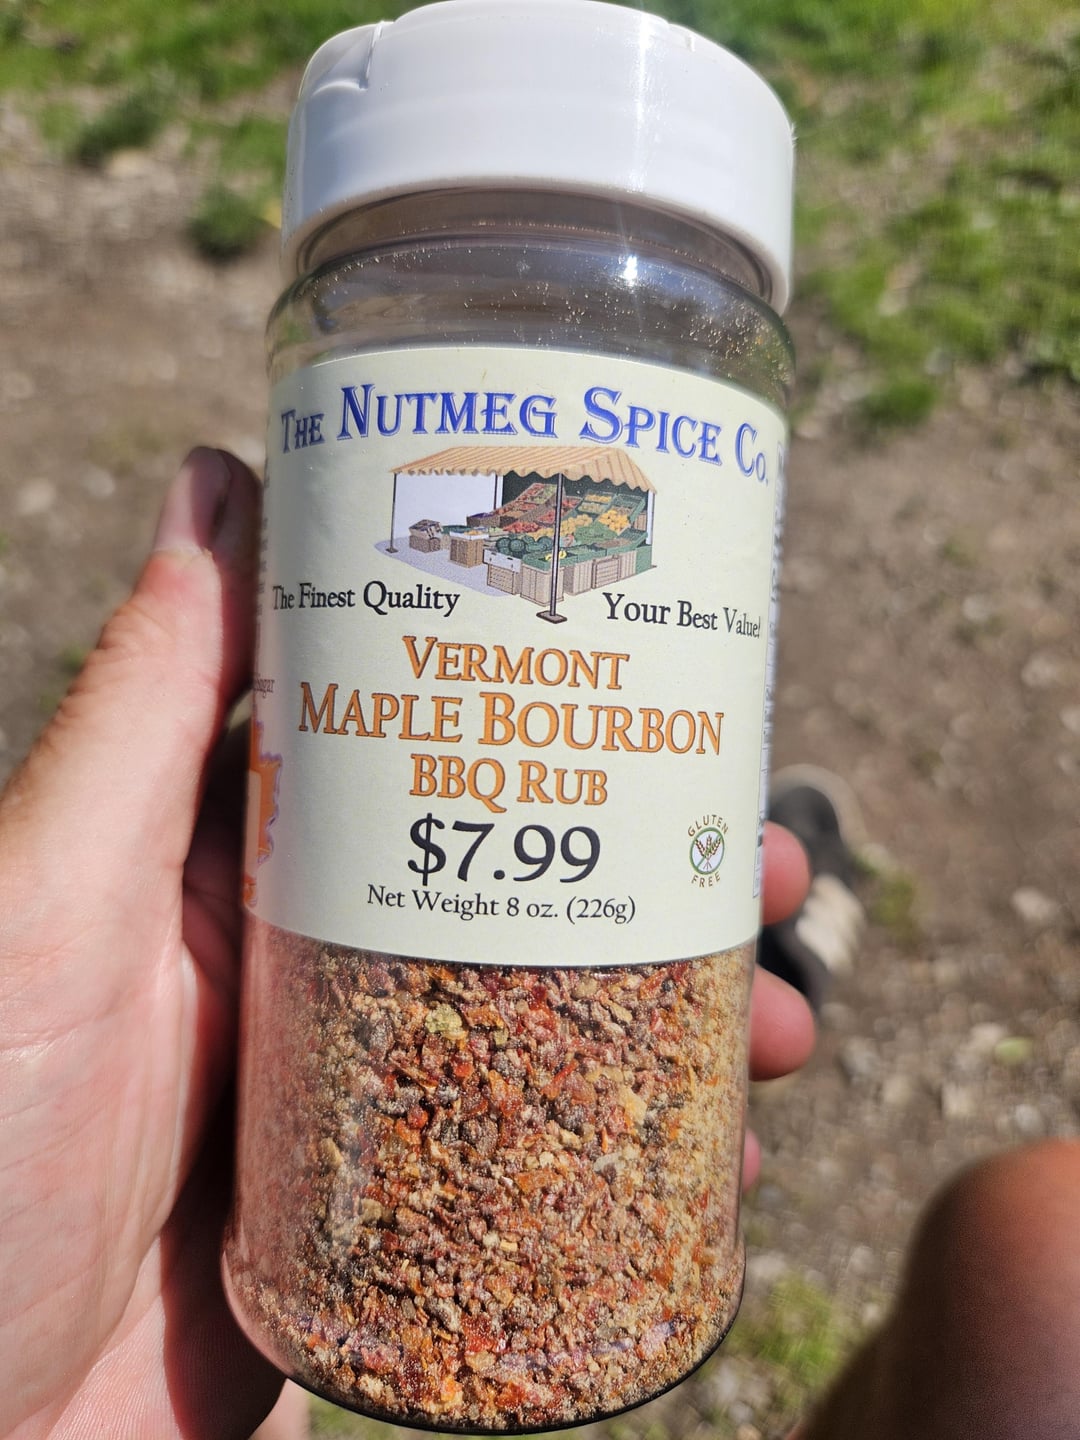 THE NUTMEG SPICE CO.
The Finest Quality
Your Best Value!
VERMONT
MAPLE BOURBON
BBQ RUB
$7.99
GLUTEN
FREE
Net Weight 8 oz. (226g)
Sugar